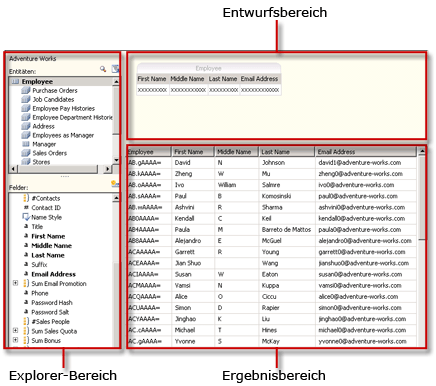 Entwurfsbereich
Adventure Works
Entitäten:
Employee
Purchase Orders
Job Candidates
Employee Pay Histories
Employee Department Histories
Address
Employees as Manager
Manager
Sales Orders
Stores
Felder:
#Contacts
Contact ID
Name Style
Title
First Name
Middle Name
Last Name
Suffix
Email Address
Sum Email Promotion
Phone
Password Hash
Password Salt
#Sales People
Sum Sales Quota
Sum Bonus
Employee
First Name Middle Name Last Name Email Address
xxxxxxxxx xxxxxxxxxxx xxxxxxxxx xxxxxxxxxxxx
Employee First Name Middle Name Last Name Email Address
AB.gAAAA= David N Johnson david1@adventure-works.com
AB.kAAAA= Zheng W Mu zheng0@adventure-works.com
AB.oAAAA= Ivo William Salmre ivo0@adventure-works.com
AB.sAAAA= Paul B Komosinski paul0@adventure-works.com
AB.wAAAA= Ashvini R Sharma ashvini0@adventure-works.com
AB0AAAA= Kendall C Keil kendall0@adventure-works.com
AB4AAAA= Paula M Barreto de Mattos paula0@adventure-works.com
AB8AAAA= Alejandro E McGuel alejandro0@adventure-works.com
ACAAAAA= Garrett R Young garrett0@adventure-works.com
ACEAAAA= Jian Shuo Wang jianshuo0@adventure-works.com
ACIAAAA= Susan W Eaton susan0@adventure-works.com
ACMAAAA= Vamsi N Kuppa vamsi0@adventure-works.com
ACQAAAA= Alice O Ciccu alice0@adventure-works.com
ACUAAAA= Simon D Rapier simon0@adventure-works.com
ACYAAAA= Jinghao K Liu jinghao0@adventure-works.com
AC.cAAAA= Michael T Hines michael0@adventure-works.com
AC.gAAAA= Yvonne S McKay yvonne0@adventure-works.com
Explorer-Bereich
Ergebnisbereich